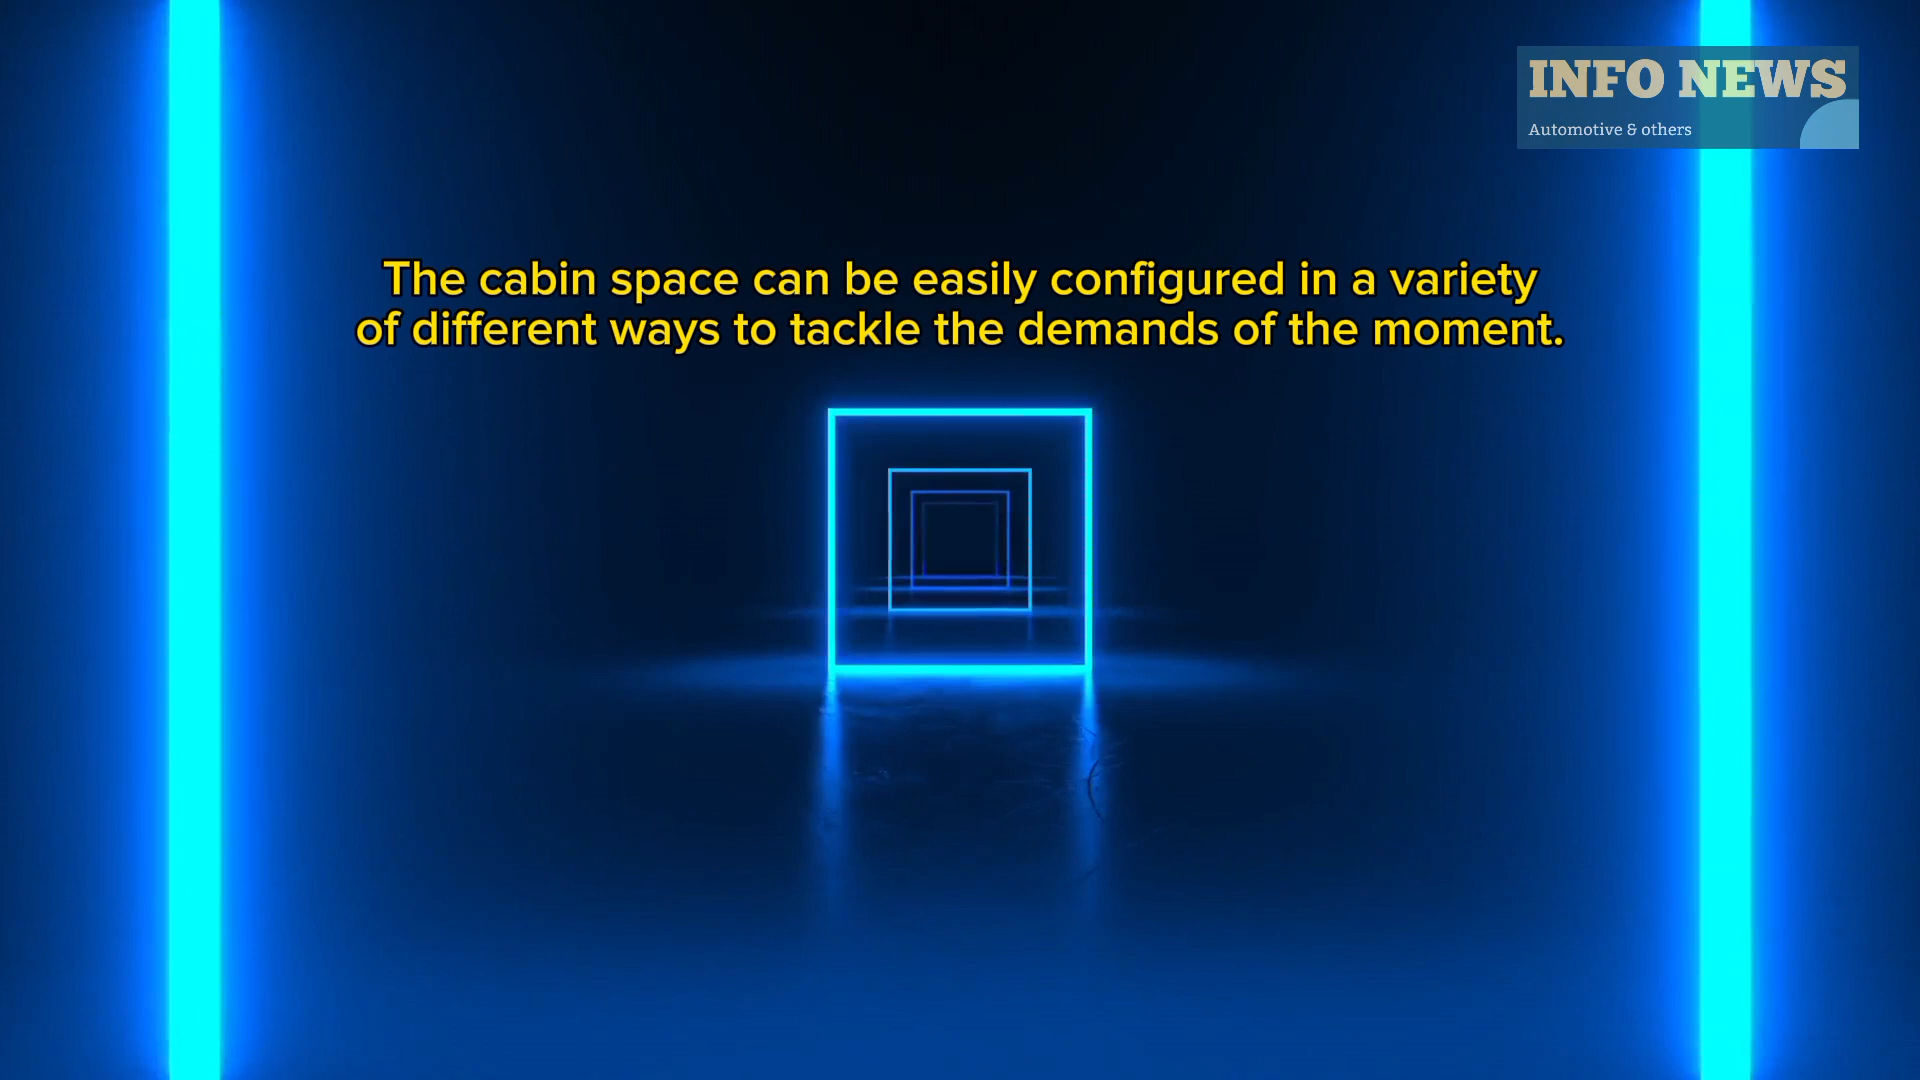 INFO NEWS
Automotive & others
The cabin space can be easily configured in a variety
of different ways to tackle the demands of the moment.